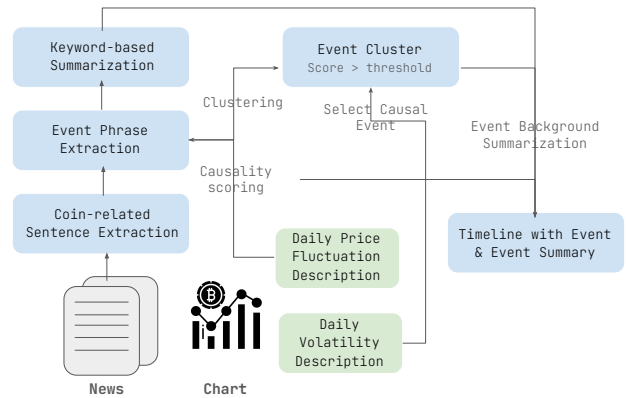 Keyword-based
Summarization
Event Cluster
Score > threshold
Clustering
Select Causal
Event
Event Phrase
Extraction
Event Background
Summarization
Causality
scoring
Coin-related
Sentence Extraction
Daily Price
Fluctuation
Description
Timeline with Event
& Event Summary
Daily
Volatility
Description
News
Chart